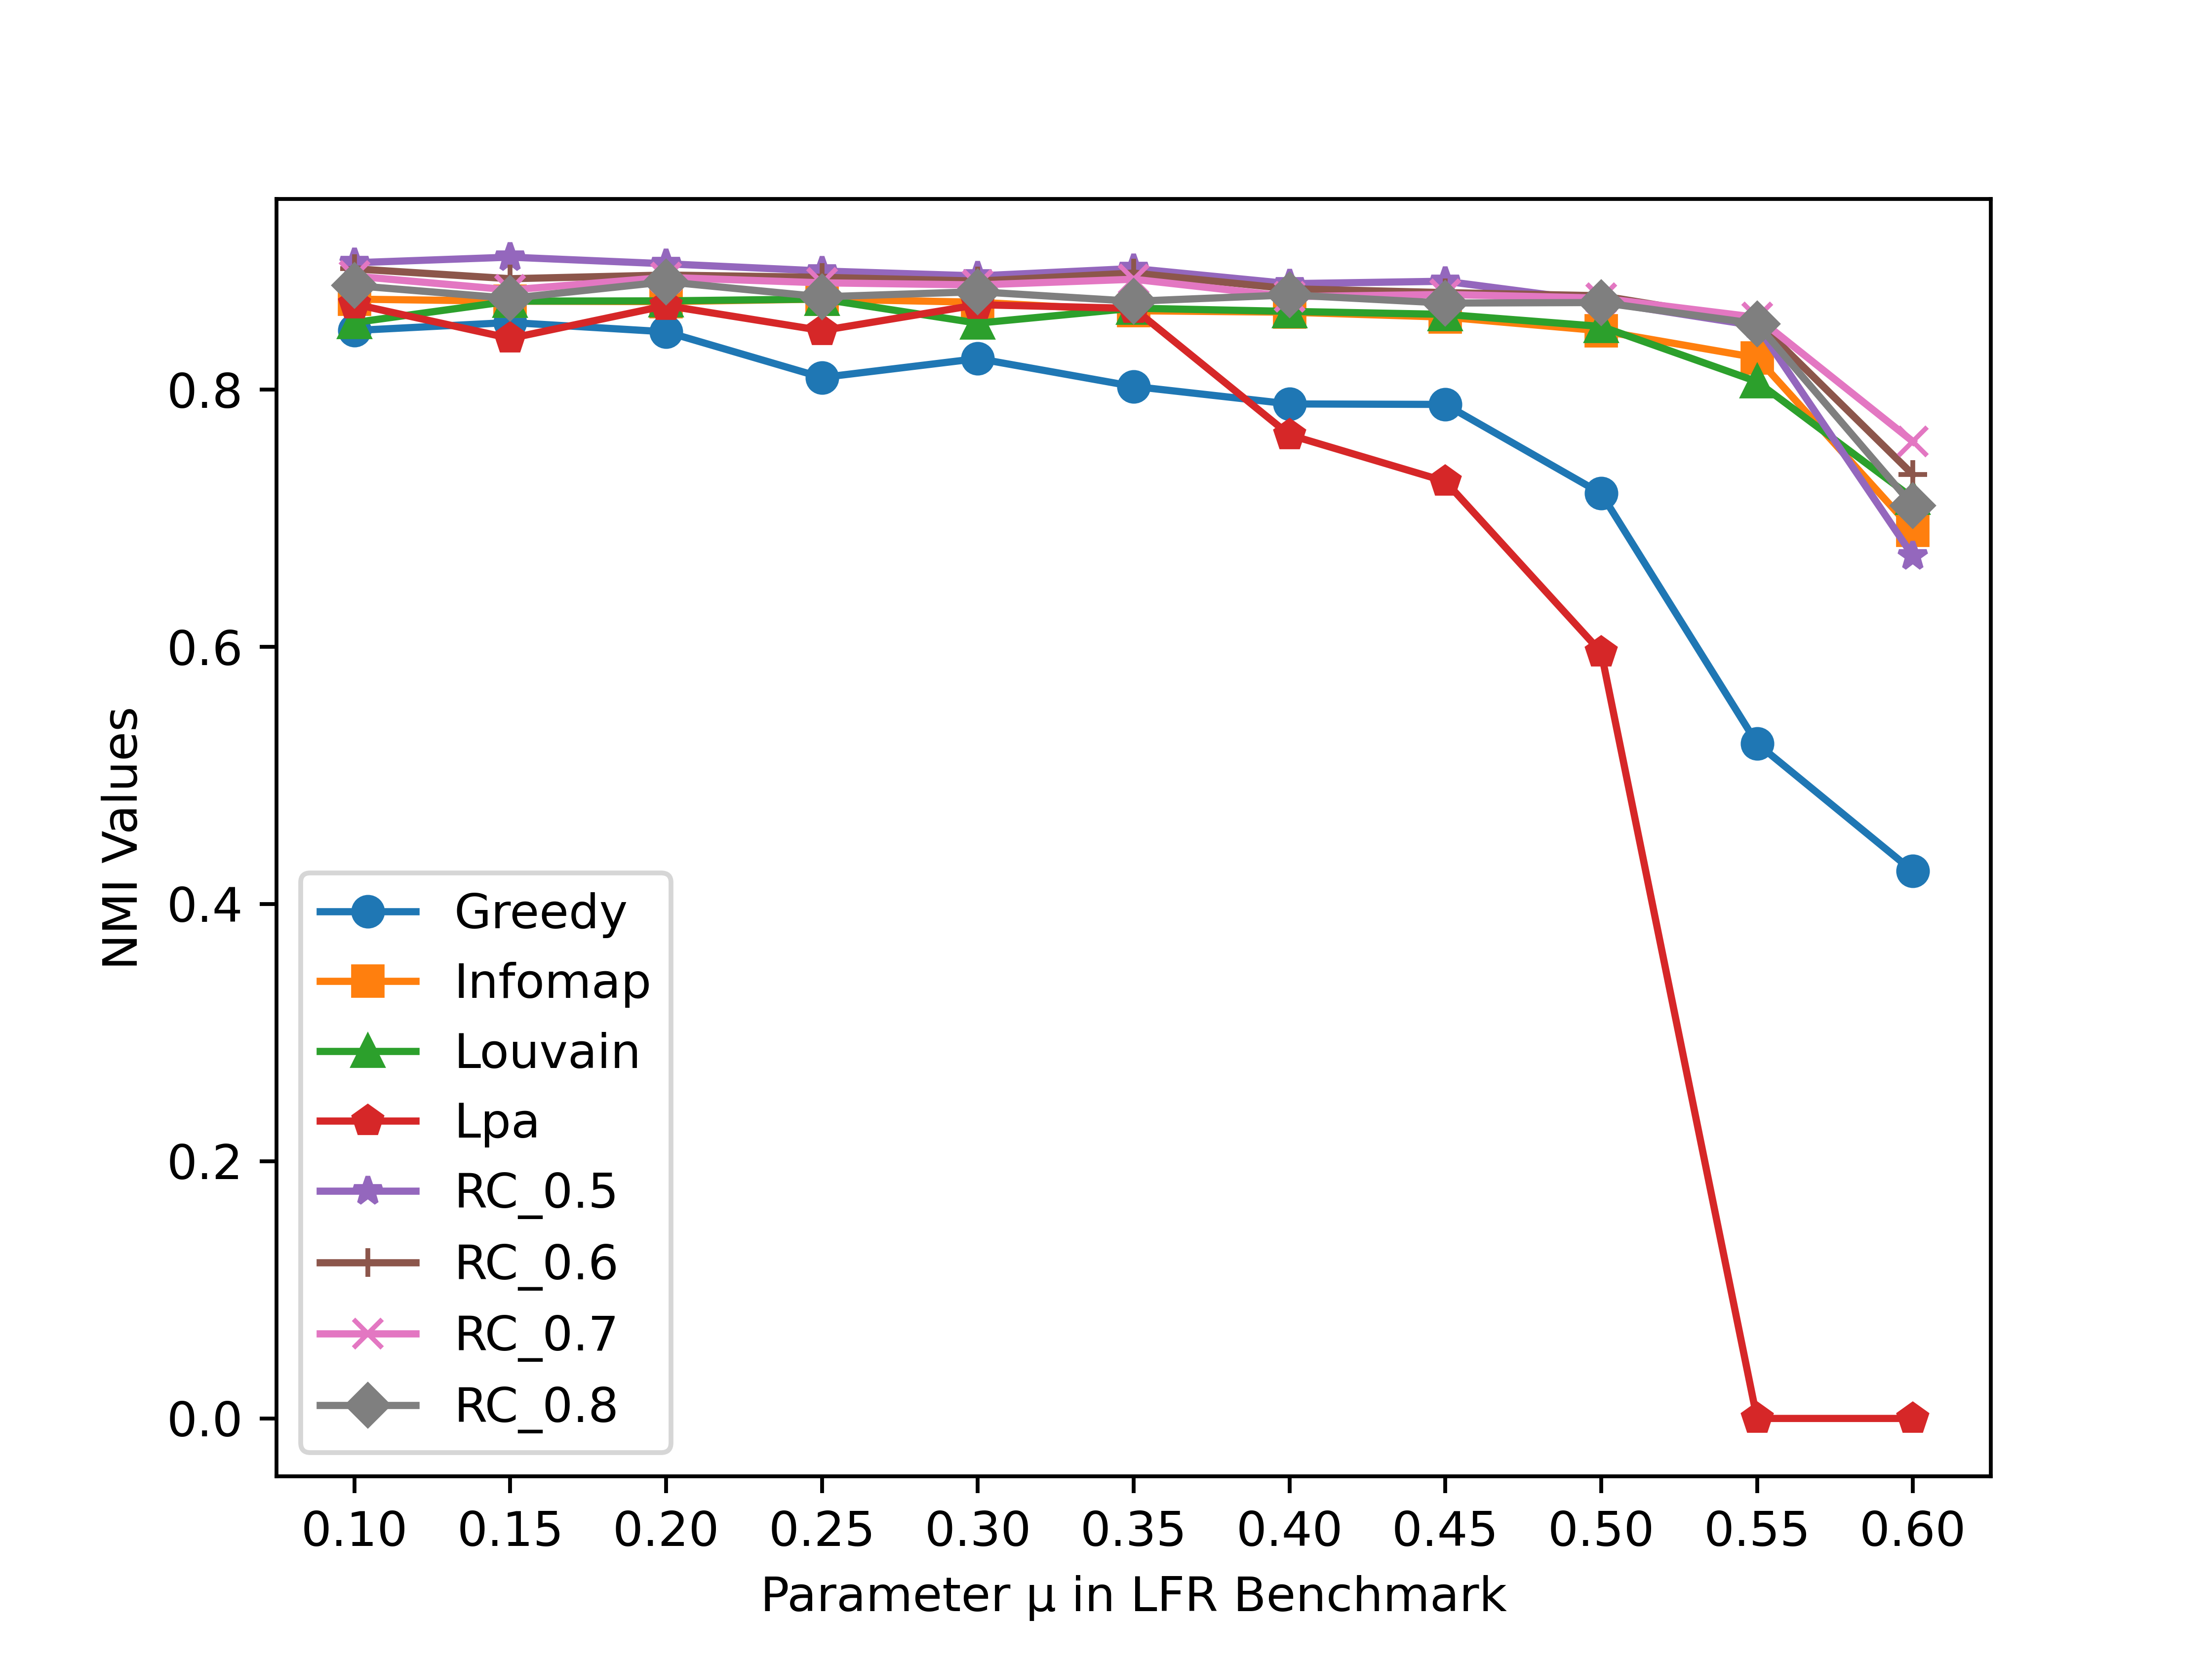 0.8
0.6
0.4
0.2
0.0
NMI Values
Greedy
Infomap
Louvain
Lpa
RC_0.5
RC_0.6
RC_0.7
RC_0.8
0.10 0.15 0.20 0.25 0.30 0.35 0.40 0.45 0.50 0.55 0.60
Parameter μ in LFR Benchmark